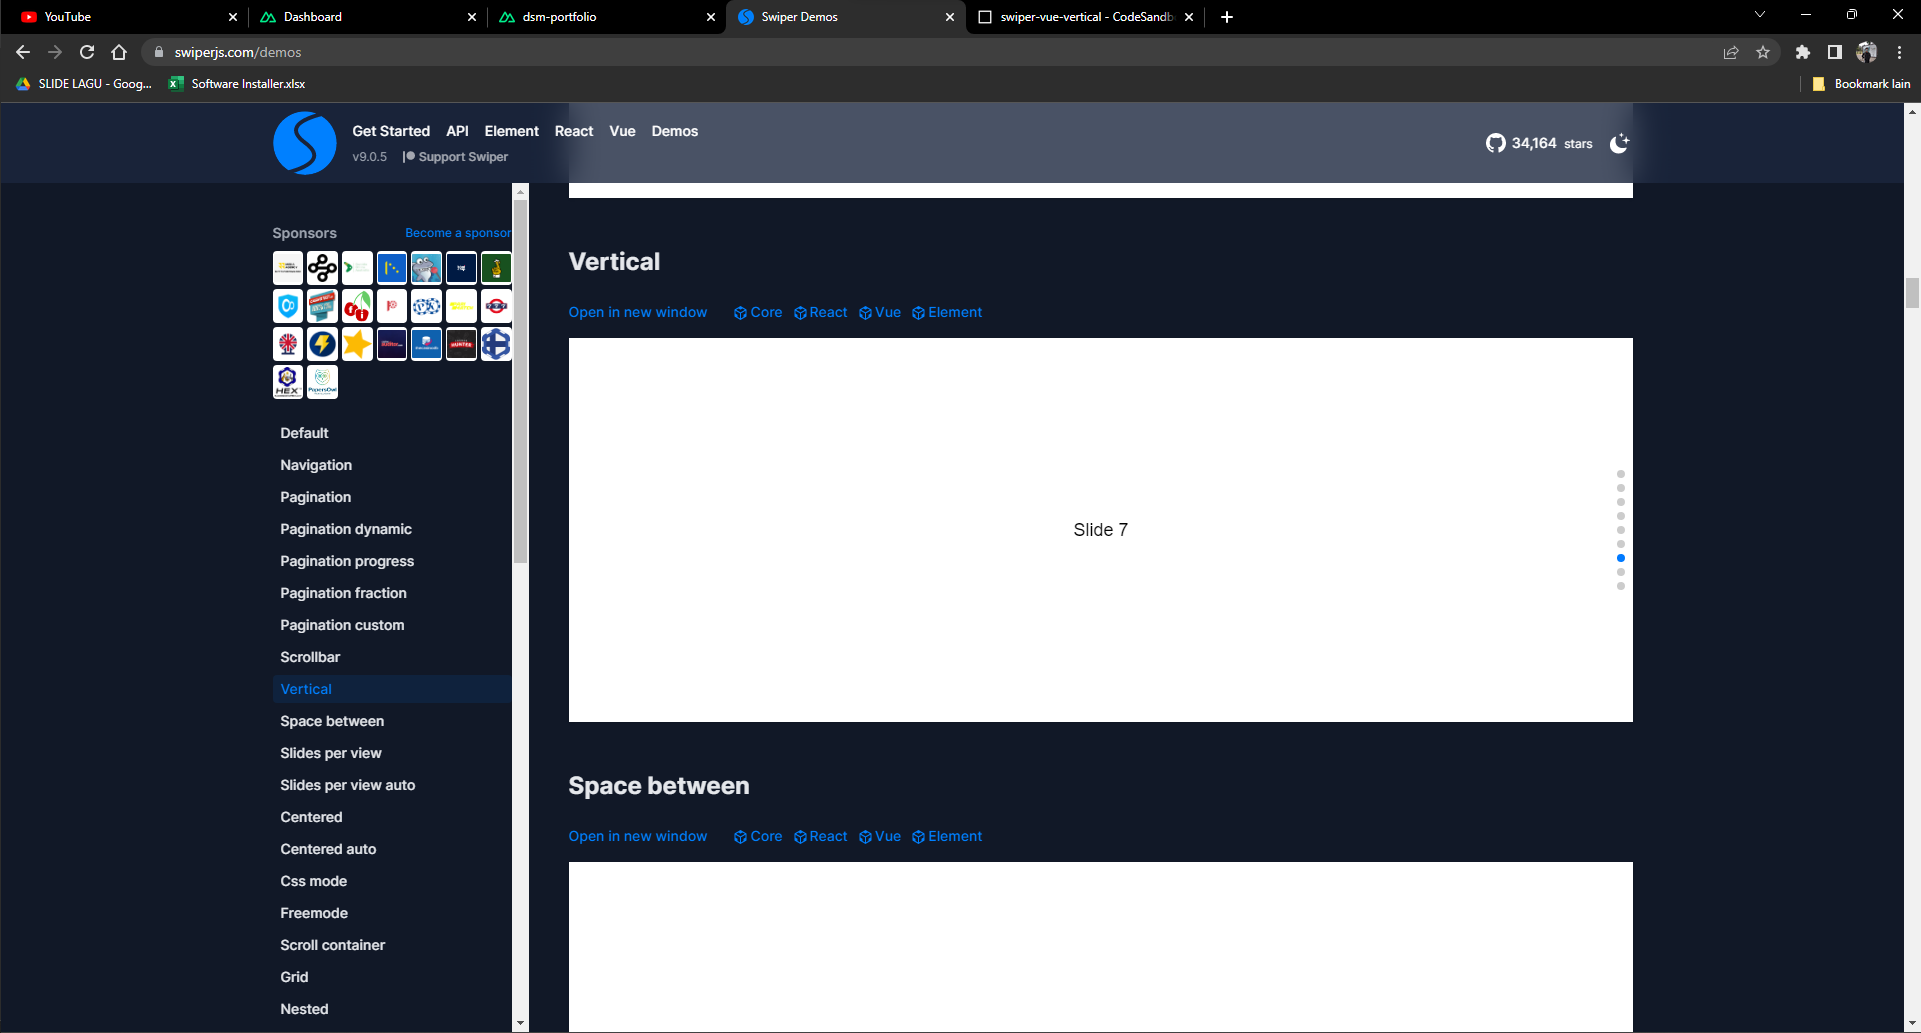 YouTube
Dashboard
dsm-portfolio
Swiper Demos
swiper-vue-vertical - CodeSandb
swiperjs.com/demos
SLIDE LAGU - Goog...
Software Installer.xlsx
Bookmark lain
Get Started API Element React Vue Demos
v9.0.5 Support Swiper
34,164 stars
Sponsors
Become a sponsor
HEX
PapersOwl
Default
Navigation
Pagination
Pagination dynamic
Pagination progress
Pagination fraction
Pagination custom
Scrollbar
Vertical
Space between
Slides per view
Slides per view auto
Centered
Centered auto
Css mode
Freemode
Scroll container
Grid
Nested
Vertical
Open in new window Core React Vue Element
Slide 7
Space between
Open in new window Core React Vue Element